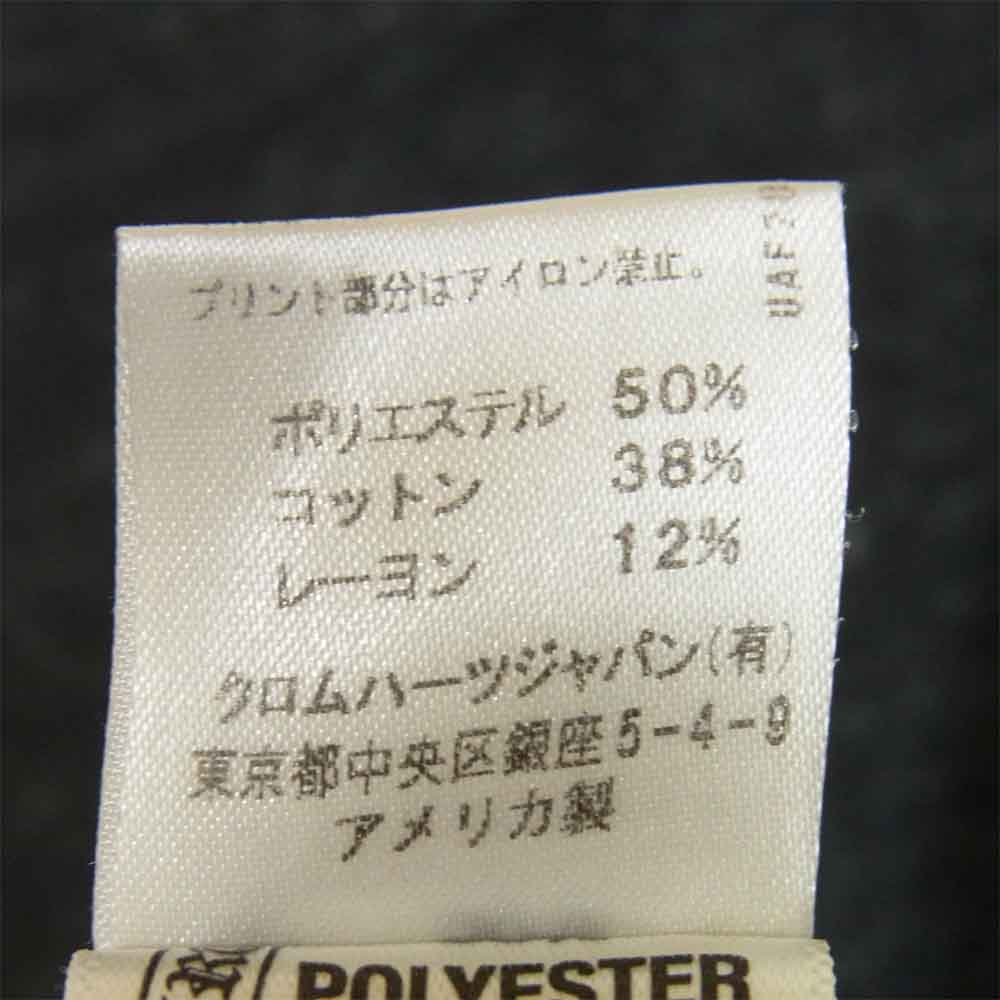 プリント部分はアイロン禁止。
ポリエステル 50%
コットン 38%
レーヨン 12%
クロムハーツジャパン(有)
東京都中央区銀座5-4-9
アメリカ製
POLYESTER